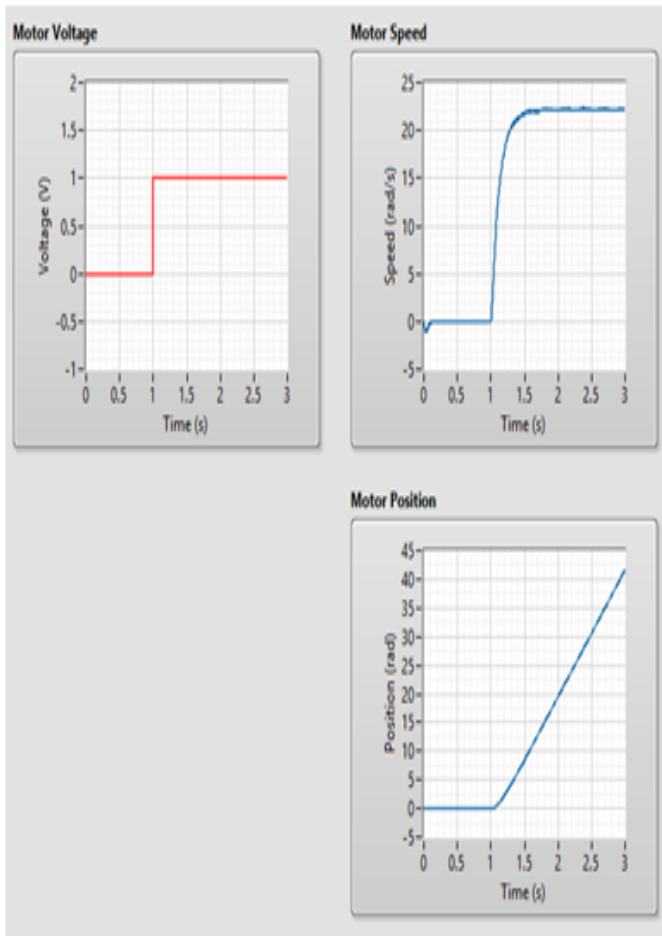 Motor Voltage
2
1.5
1
0.5
0
-0.5
-1
Voltage (V)
0 0.5 1 1.5 2 2.5 3
Time (s)
Motor Speed
25
20
15
10
5
0
-5
Speed (rad/s)
0 0.5 1 1.5 2 2.5 3
Time (s)
Motor Position
45
40
35
30
25
20
15
10
5
0
-5
Position (rad)
0 0.5 1 1.5 2 2.5 3
Time (s)